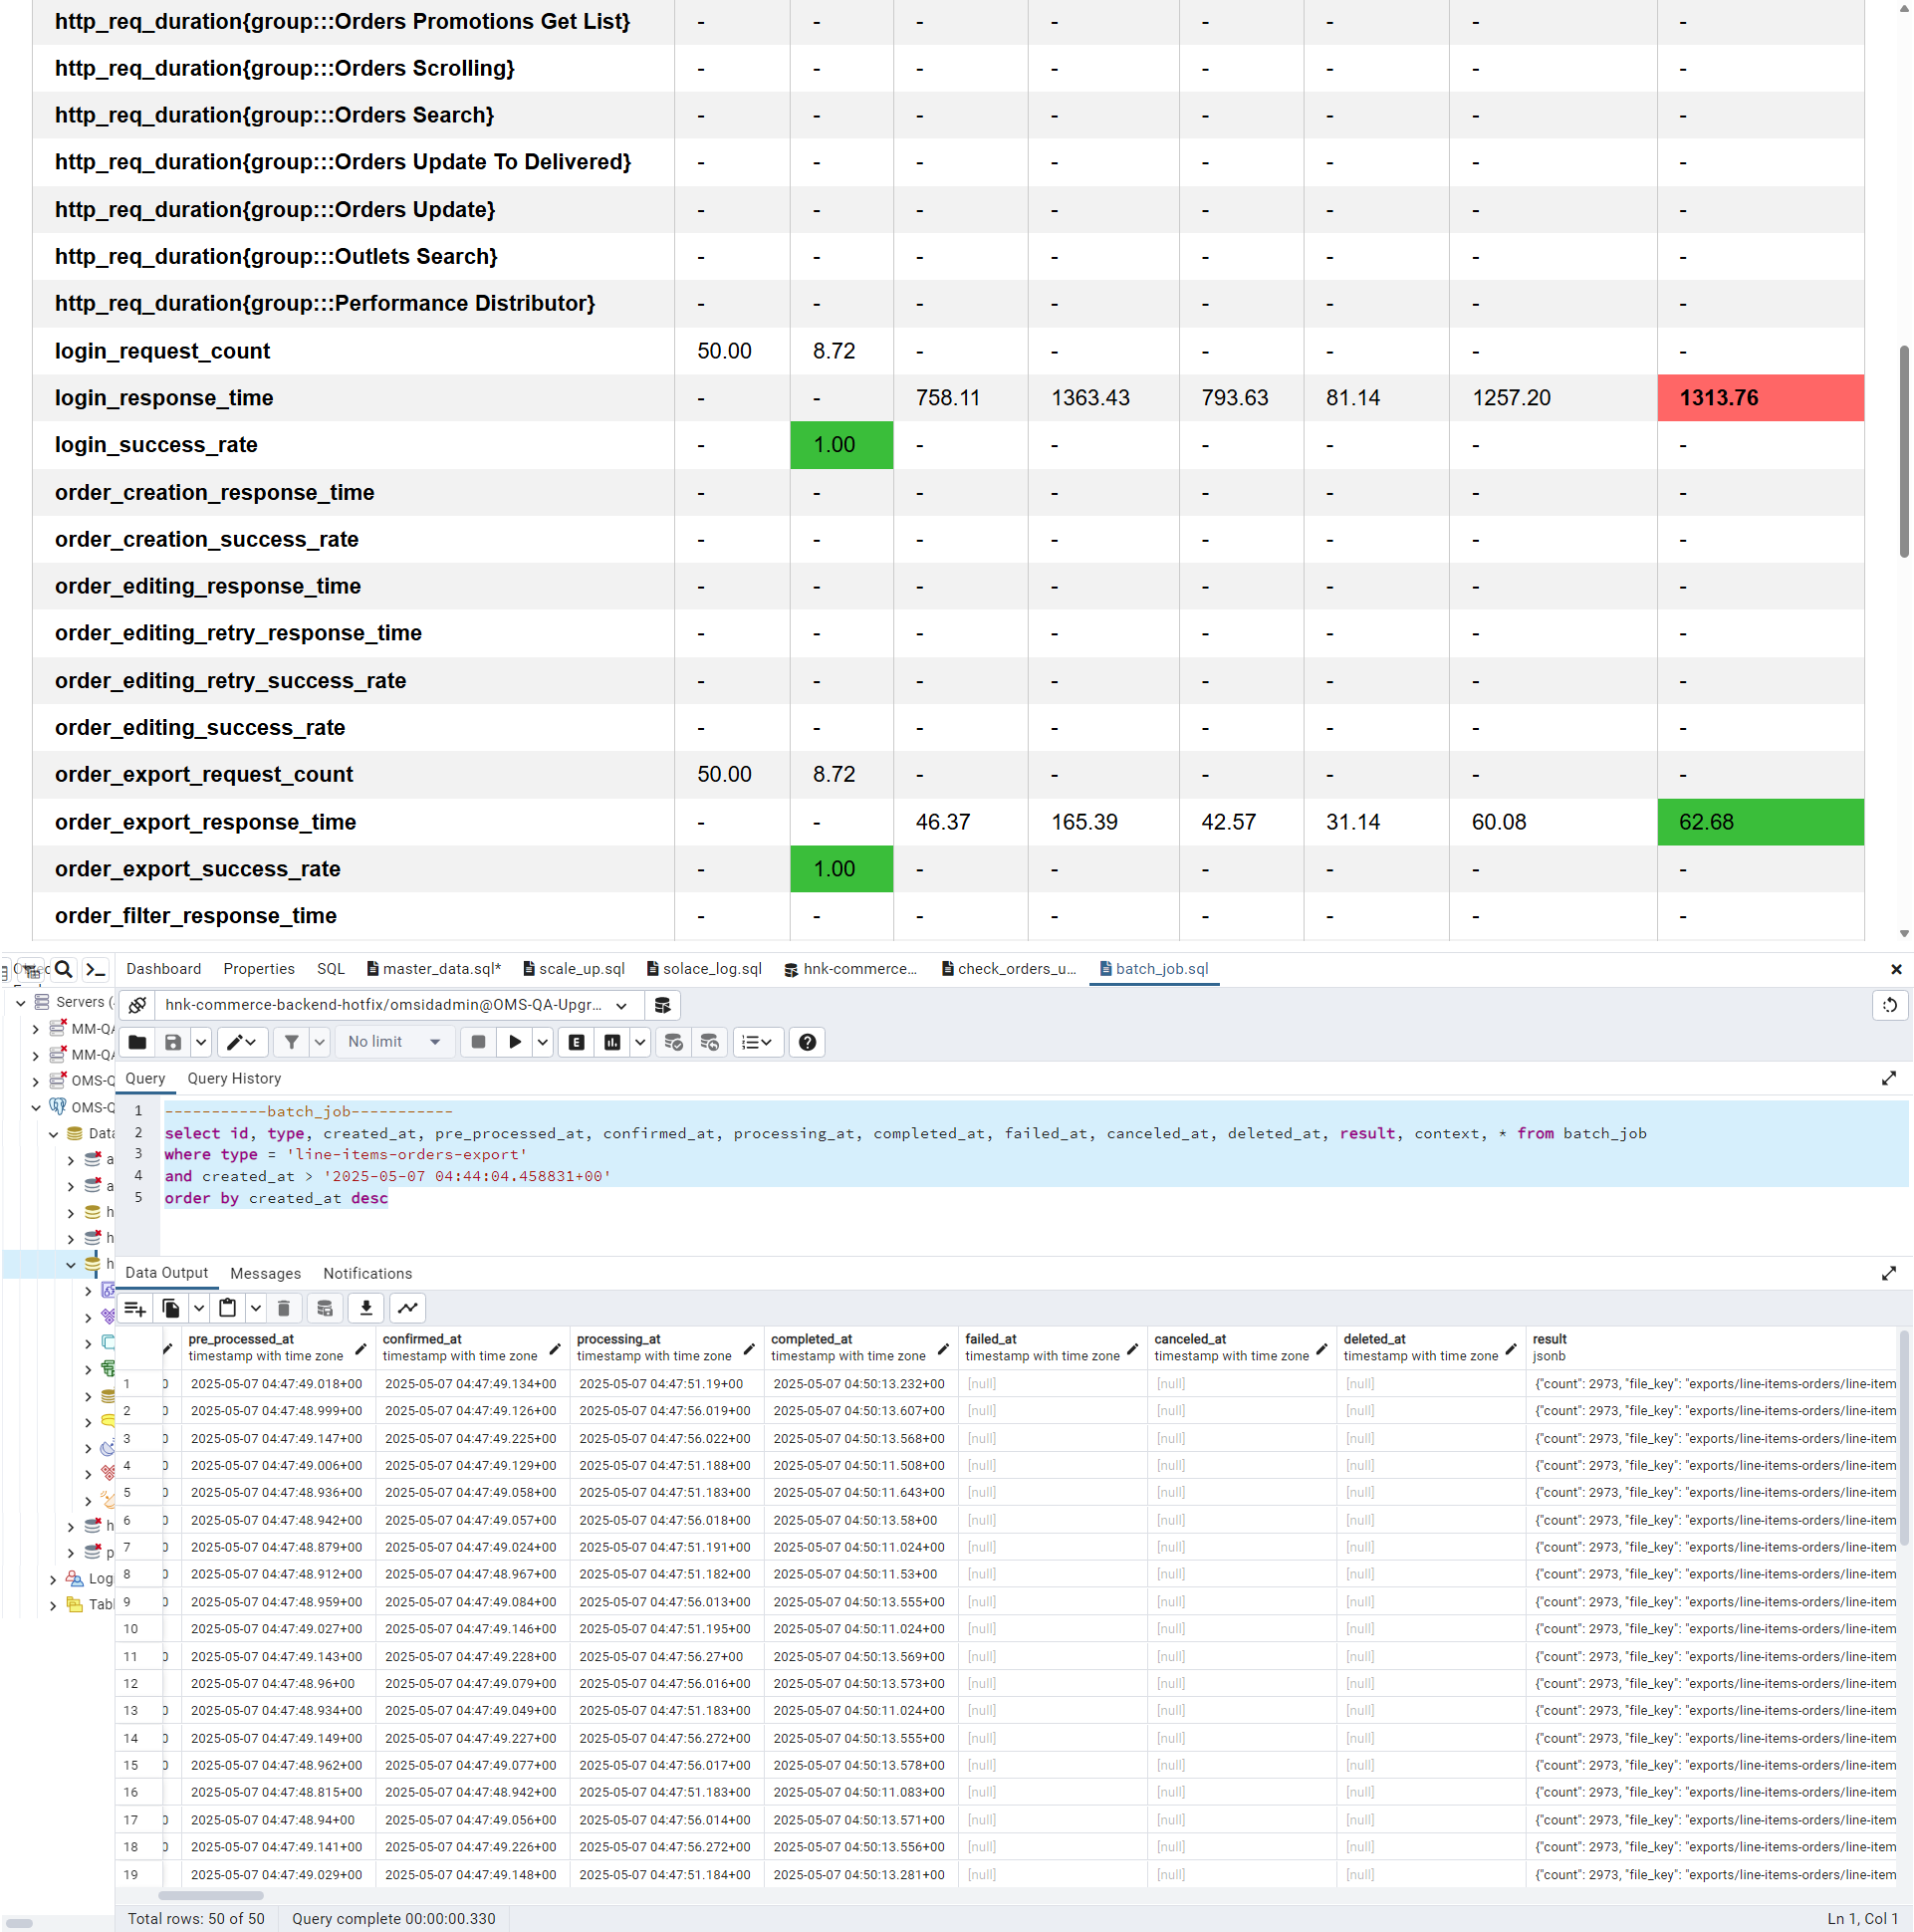 http_req_duration{group:::Orders Promotions Get List} - - - - - - - -
http_req_duration{group:::Orders Scrolling} - - - - - - - -
http_req_duration{group:::Orders Search} - - - - - - - -
http_req_duration{group:::Orders Update To Delivered} - - - - - - - -
http_req_duration{group:::Orders Update} - - - - - - - -
http_req_duration{group:::Outlets Search} - - - - - - - -
http_req_duration{group:::Performance Distributor} - - - - - - - -
login_request_count 50.00 8.72 - - - - - -
login_response_time - - 758.11 1363.43 793.63 81.14 1257.20 1313.76
login_success_rate - 1.00 - - - - - -
order_creation_response_time - - - - - - - -
order_creation_success_rate - - - - - - - -
order_editing_response_time - - - - - - - -
order_editing_retry_response_time - - - - - - - -
order_editing_retry_success_rate - - - - - - - -
order_editing_success_rate - - - - - - - -
order_export_request_count 50.00 8.72 - - - - - -
order_export_response_time - - 46.37 165.39 42.57 31.14 60.08 62.68
order_export_success_rate - 1.00 - - - - - -
order_filter_response_time - - - - - - - -
Dashboard Properties SQL master_data.sql* scale_up.sql solace_log.sql hnk-commerce... check_orders_u... batch_job.sql
Servers (
MM-QA
MM-QA
OMS-Q
OMS-Q
Data
a
a
h
h
h
h
p
Log
Tab
hnk-commerce-backend-hotfix/omsidadmin@OMS-QA-Upgr...
No limit
Query Query History
1 -----------batch_job-----------
2 select id, type, created_at, pre_processed_at, confirmed_at, processing_at, completed_at, failed_at, canceled_at, deleted_at, result, context, * from batch_job
3 where type = 'line-items-orders-export'
4 and created_at > '2025-05-07 04:44:04.458831+00'
5 order by created_at desc
Data Output Messages Notifications
pre_processed_at confirmed_at processing_at completed_at failed_at canceled_at deleted_at result
timestamp with time zone timestamp with time zone timestamp with time zone timestamp with time zone timestamp with time zone timestamp with time zone timestamp with time zone jsonb
1 2025-05-07 04:47:49.018+00 2025-05-07 04:47:49.134+00 2025-05-07 04:47:51.19+00 2025-05-07 04:50:13.232+00 [null] [null] [null] {"count": 2973, "file_key": "exports/line-items-orders/line-item
2 2025-05-07 04:47:48.999+00 2025-05-07 04:47:49.126+00 2025-05-07 04:47:56.019+00 2025-05-07 04:50:13.607+00 [null] [null] [null] {"count": 2973, "file_key": "exports/line-items-orders/line-item
3 2025-05-07 04:47:49.147+00 2025-05-07 04:47:49.225+00 2025-05-07 04:47:56.022+00 2025-05-07 04:50:13.568+00 [null] [null] [null] {"count": 2973, "file_key": "exports/line-items-orders/line-item
4 2025-05-07 04:47:49.006+00 2025-05-07 04:47:49.129+00 2025-05-07 04:47:51.188+00 2025-05-07 04:50:11.508+00 [null] [null] [null] {"count": 2973, "file_key": "exports/line-items-orders/line-item
5 2025-05-07 04:47:48.936+00 2025-05-07 04:47:49.058+00 2025-05-07 04:47:51.183+00 2025-05-07 04:50:11.643+00 [null] [null] [null] {"count": 2973, "file_key": "exports/line-items-orders/line-item
6 2025-05-07 04:47:48.942+00 2025-05-07 04:47:49.057+00 2025-05-07 04:47:56.018+00 2025-05-07 04:50:13.58+00 [null] [null] [null] {"count": 2973, "file_key": "exports/line-items-orders/line-item
7 2025-05-07 04:47:48.879+00 2025-05-07 04:47:49.024+00 2025-05-07 04:47:51.191+00 2025-05-07 04:50:11.024+00 [null] [null] [null] {"count": 2973, "file_key": "exports/line-items-orders/line-item
8 2025-05-07 04:47:48.912+00 2025-05-07 04:47:48.967+00 2025-05-07 04:47:51.182+00 2025-05-07 04:50:11.53+00 [null] [null] [null] {"count": 2973, "file_key": "exports/line-items-orders/line-item
9 2025-05-07 04:47:48.959+00 2025-05-07 04:47:49.084+00 2025-05-07 04:47:56.013+00 2025-05-07 04:50:13.555+00 [null] [null] [null] {"count": 2973, "file_key": "exports/line-items-orders/line-item
10 2025-05-07 04:47:49.027+00 2025-05-07 04:47:49.146+00 2025-05-07 04:47:51.195+00 2025-05-07 04:50:11.024+00 [null] [null] [null] {"count": 2973, "file_key": "exports/line-items-orders/line-item
11 2025-05-07 04:47:49.143+00 2025-05-07 04:47:49.228+00 2025-05-07 04:47:56.27+00 2025-05-07 04:50:13.569+00 [null] [null] [null] {"count": 2973, "file_key": "exports/line-items-orders/line-item
12 2025-05-07 04:47:48.96+00 2025-05-07 04:47:49.079+00 2025-05-07 04:47:56.016+00 2025-05-07 04:50:13.573+00 [null] [null] [null] {"count": 2973, "file_key": "exports/line-items-orders/line-item
13 2025-05-07 04:47:48.934+00 2025-05-07 04:47:49.049+00 2025-05-07 04:47:51.183+00 2025-05-07 04:50:11.024+00 [null] [null] [null] {"count": 2973, "file_key": "exports/line-items-orders/line-item
14 2025-05-07 04:47:49.149+00 2025-05-07 04:47:49.227+00 2025-05-07 04:47:56.272+00 2025-05-07 04:50:13.555+00 [null] [null] [null] {"count": 2973, "file_key": "exports/line-items-orders/line-item
15 2025-05-07 04:47:48.962+00 2025-05-07 04:47:49.077+00 2025-05-07 04:47:56.017+00 2025-05-07 04:50:13.578+00 [null] [null] [null] {"count": 2973, "file_key": "exports/line-items-orders/line-item
16 2025-05-07 04:47:48.815+00 2025-05-07 04:47:48.942+00 2025-05-07 04:47:51.183+00 2025-05-07 04:50:11.083+00 [null] [null] [null] {"count": 2973, "file_key": "exports/line-items-orders/line-item
17 2025-05-07 04:47:48.94+00 2025-05-07 04:47:49.056+00 2025-05-07 04:47:56.014+00 2025-05-07 04:50:13.571+00 [null] [null] [null] {"count": 2973, "file_key": "exports/line-items-orders/line-item
18 2025-05-07 04:47:49.141+00 2025-05-07 04:47:49.226+00 2025-05-07 04:47:56.272+00 2025-05-07 04:50:13.556+00 [null] [null] [null] {"count": 2973, "file_key": "exports/line-items-orders/line-item
19 2025-05-07 04:47:49.029+00 2025-05-07 04:47:49.148+00 2025-05-07 04:47:51.184+00 2025-05-07 04:50:13.281+00 [null] [null] [null] {"count": 2973, "file_key": "exports/line-items-orders/line-item
Total rows: 50 of 50 Query complete 00:00:00.330 Ln 1, Col 1